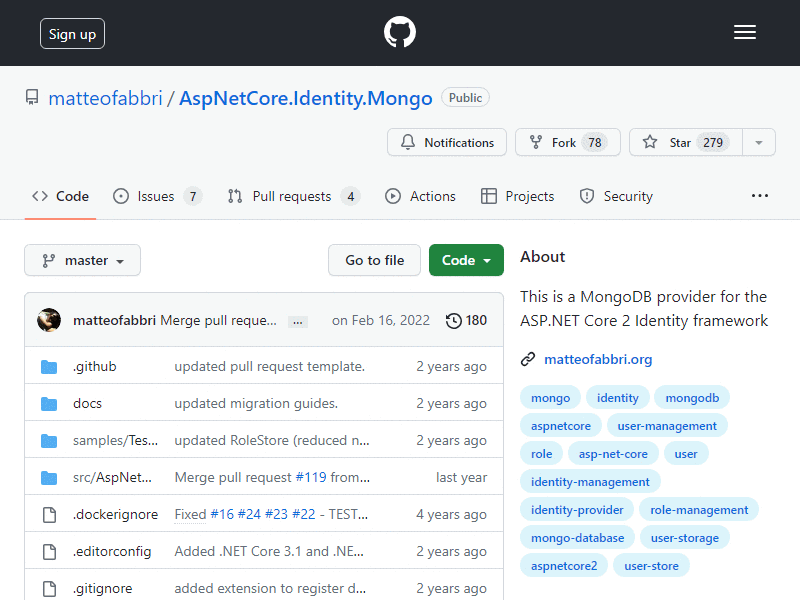 Sign up
matteofabbri / AspNetCore.Identity.Mongo Public
Notifications Fork 78 Star 279
Code Issues 7 Pull requests 4 Actions Projects Security ...
master Go to file Code
matteofabbri Merge pull reque... ... on Feb 16, 2022 180
.github updated pull request template. 2 years ago
docs updated migration guides. 2 years ago
samples/Tes... updated RoleStore (reduced n... 2 years ago
src/AspNet... Merge pull request #119 from... last year
.dockerignore Fixed #16 #24 #23 #22 - TEST... 4 years ago
.editorconfig Added .NET Core 3.1 and .NE... 2 years ago
.gitignore added extension to register d... 2 years ago
About
This is a MongoDB provider for the
ASP.NET Core 2 Identity framework
matteofabbri.org
mongo identity mongodb
aspnetcore user-management
role asp-net-core user
identity-management
identity-provider role-management
mongo-database user-storage
aspnetcore2 user-store